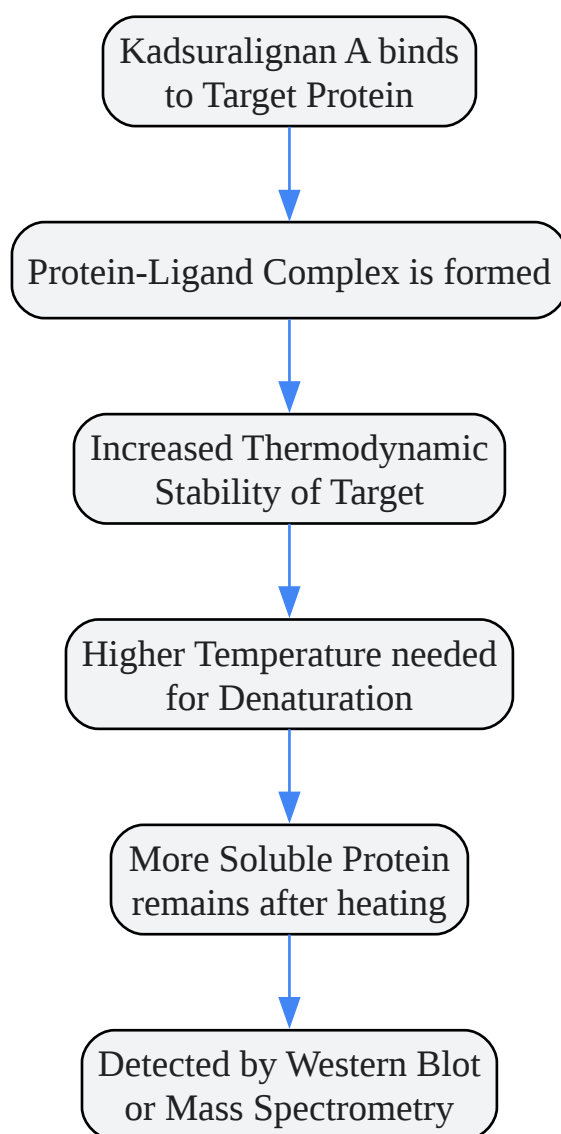 Kadsuralignan A binds
to Target Protein
Protein-Ligand Complex is formed
Increased Thermodynamic
Stability of Target
Higher Temperature needed
for Denaturation
More Soluble Protein
remains after heating
Detected by Western Blot
or Mass Spectrometry